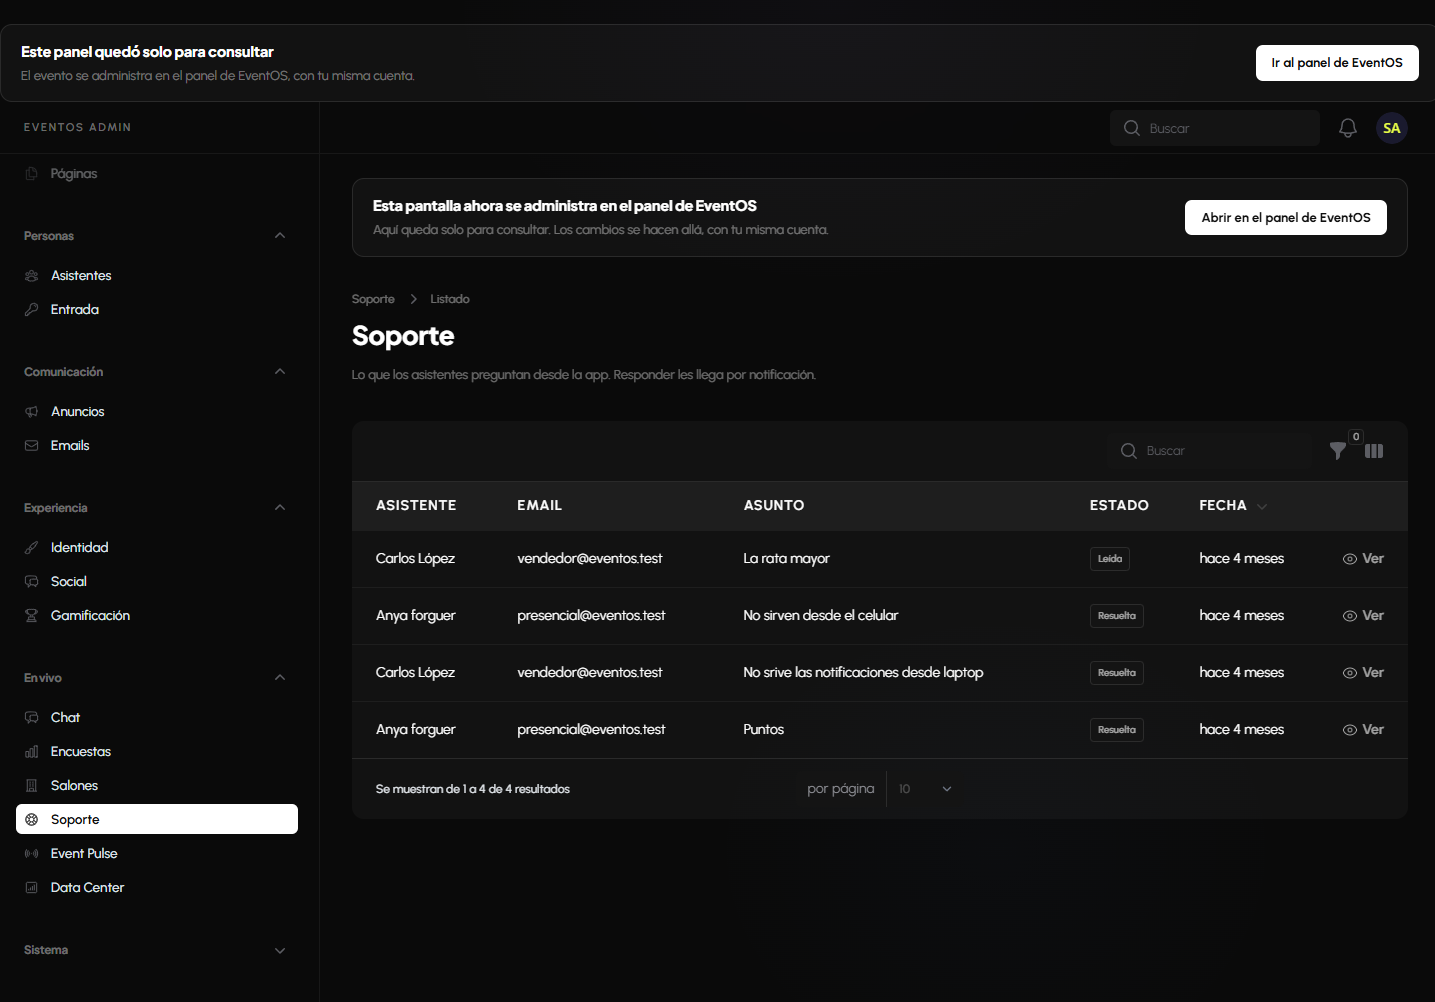 Este panel quedó solo para consultar
El evento se administra en el panel de EventOS, con tu misma cuenta.
Ir al panel de EventOS
EVENTOS ADMIN
Buscar
SA
Páginas
Personas
Asistentes
Entrada
Comunicación
Anuncios
Emails
Experiencia
Identidad
Social
Gamificación
En vivo
Chat
Encuestas
Salones
Soporte
Event Pulse
Data Center
Sistema
Esta pantalla ahora se administra en el panel de EventOS
Aquí queda solo para consultar. Los cambios se hacen allá, con tu misma cuenta.
Abrir en el panel de EventOS
Soporte > Listado
Soporte
Lo que los asistentes preguntan desde la app. Responder les llega por notificación.
Buscar
0
ASISTENTE EMAIL ASUNTO ESTADO FECHA
Carlos López vendedor@eventos.test La rata mayor Leída hace 4 meses Ver
Anya forguer presencial@eventos.test No sirven desde el celular Resuelta hace 4 meses Ver
Carlos López vendedor@eventos.test No srive las notificaciones desde laptop Resuelta hace 4 meses Ver
Anya forguer presencial@eventos.test Puntos Resuelta hace 4 meses Ver
Se muestran de 1 a 4 de 4 resultados
por página 10